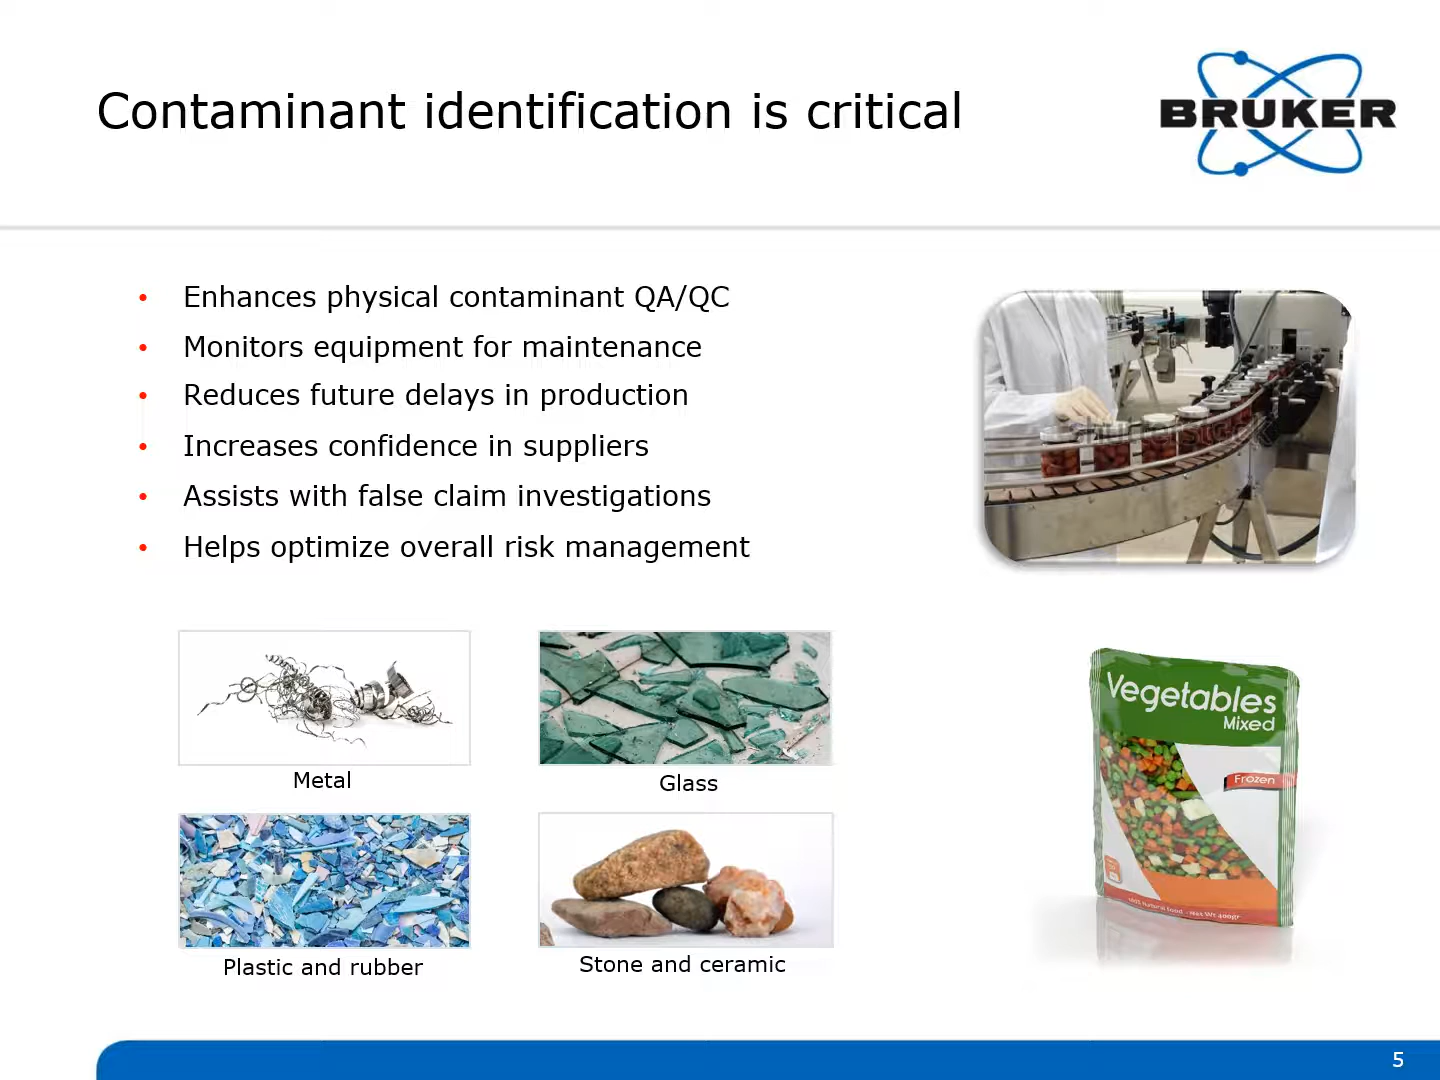 Contaminant identification is critical
BRUKER
• Enhances physical contaminant QA/QC
• Monitors equipment for maintenance
• Reduces future delays in production
• Increases confidence in suppliers
• Assists with false claim investigations
• Helps optimize overall risk management
shutterstock
Metal
Glass
Plastic and rubber
Stone and ceramic
Vegetables
Mixed
Frozen
5